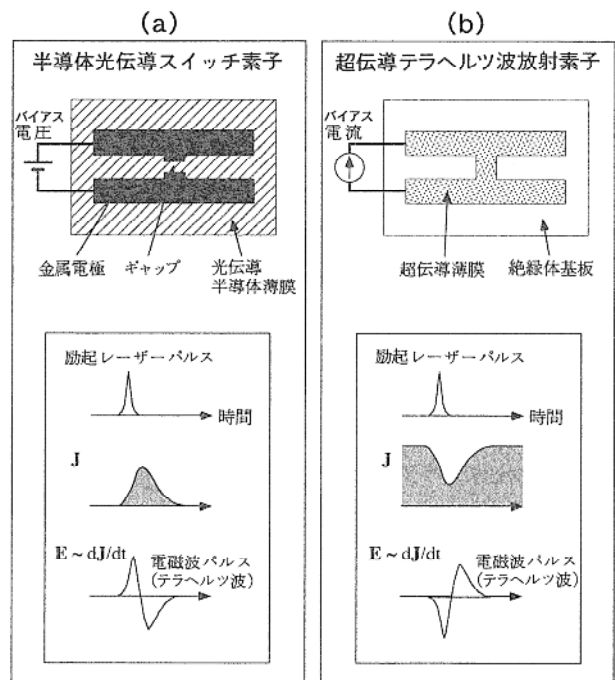 (a)
半導体光伝導スイッチ素子
バイアス
電圧
金属電極
ギャップ
光伝導
半導体薄膜
励起レーザーパルス
時間
J
E ~ dJ/dt
電磁波パルス
(テラヘルツ波)
(b)
超伝導テラヘルツ波放射素子
バイアス
電流
超伝導薄膜
絶縁体基板
励起レーザーパルス
時間
J
E ~ dJ/dt
電磁波パルス
(テラヘルツ波)